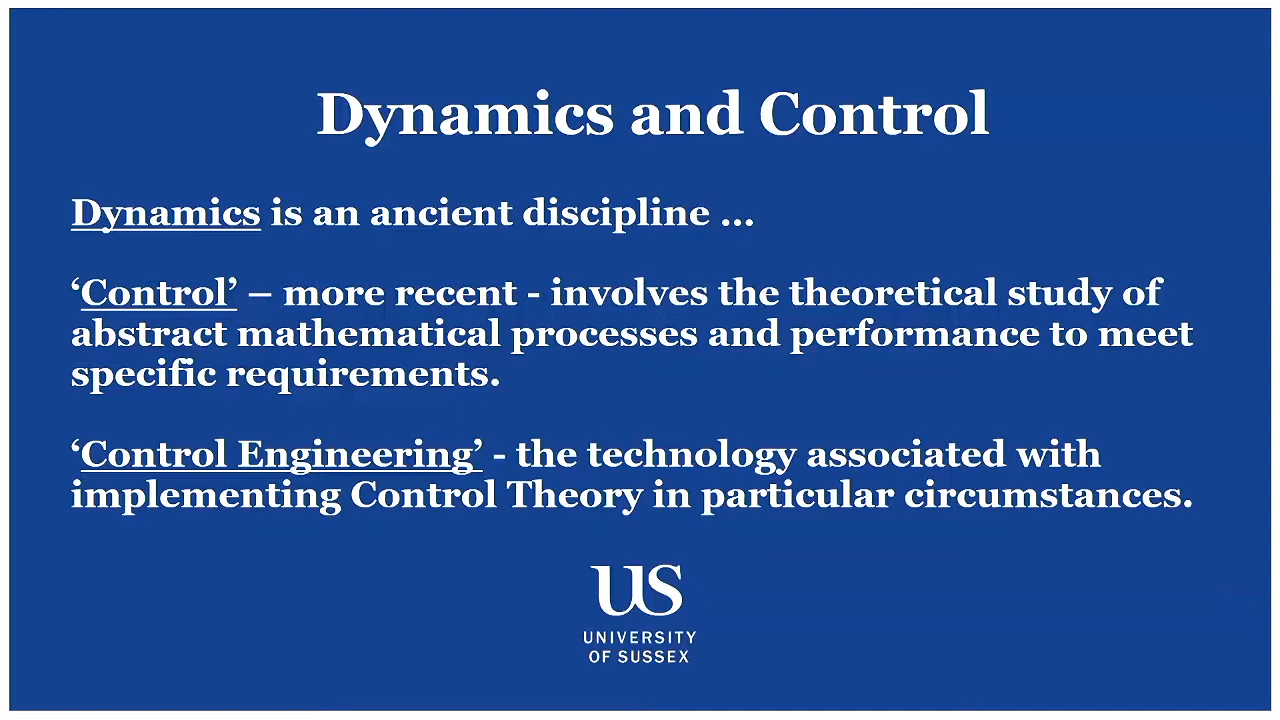 Dynamics and Control
Dynamics is an ancient discipline ...
‘Control’ – more recent - involves the theoretical study of
abstract mathematical processes and performance to meet
specific requirements.
‘Control Engineering’ - the technology associated with
implementing Control Theory in particular circumstances.
US
UNIVERSITY
OF SUSSEX